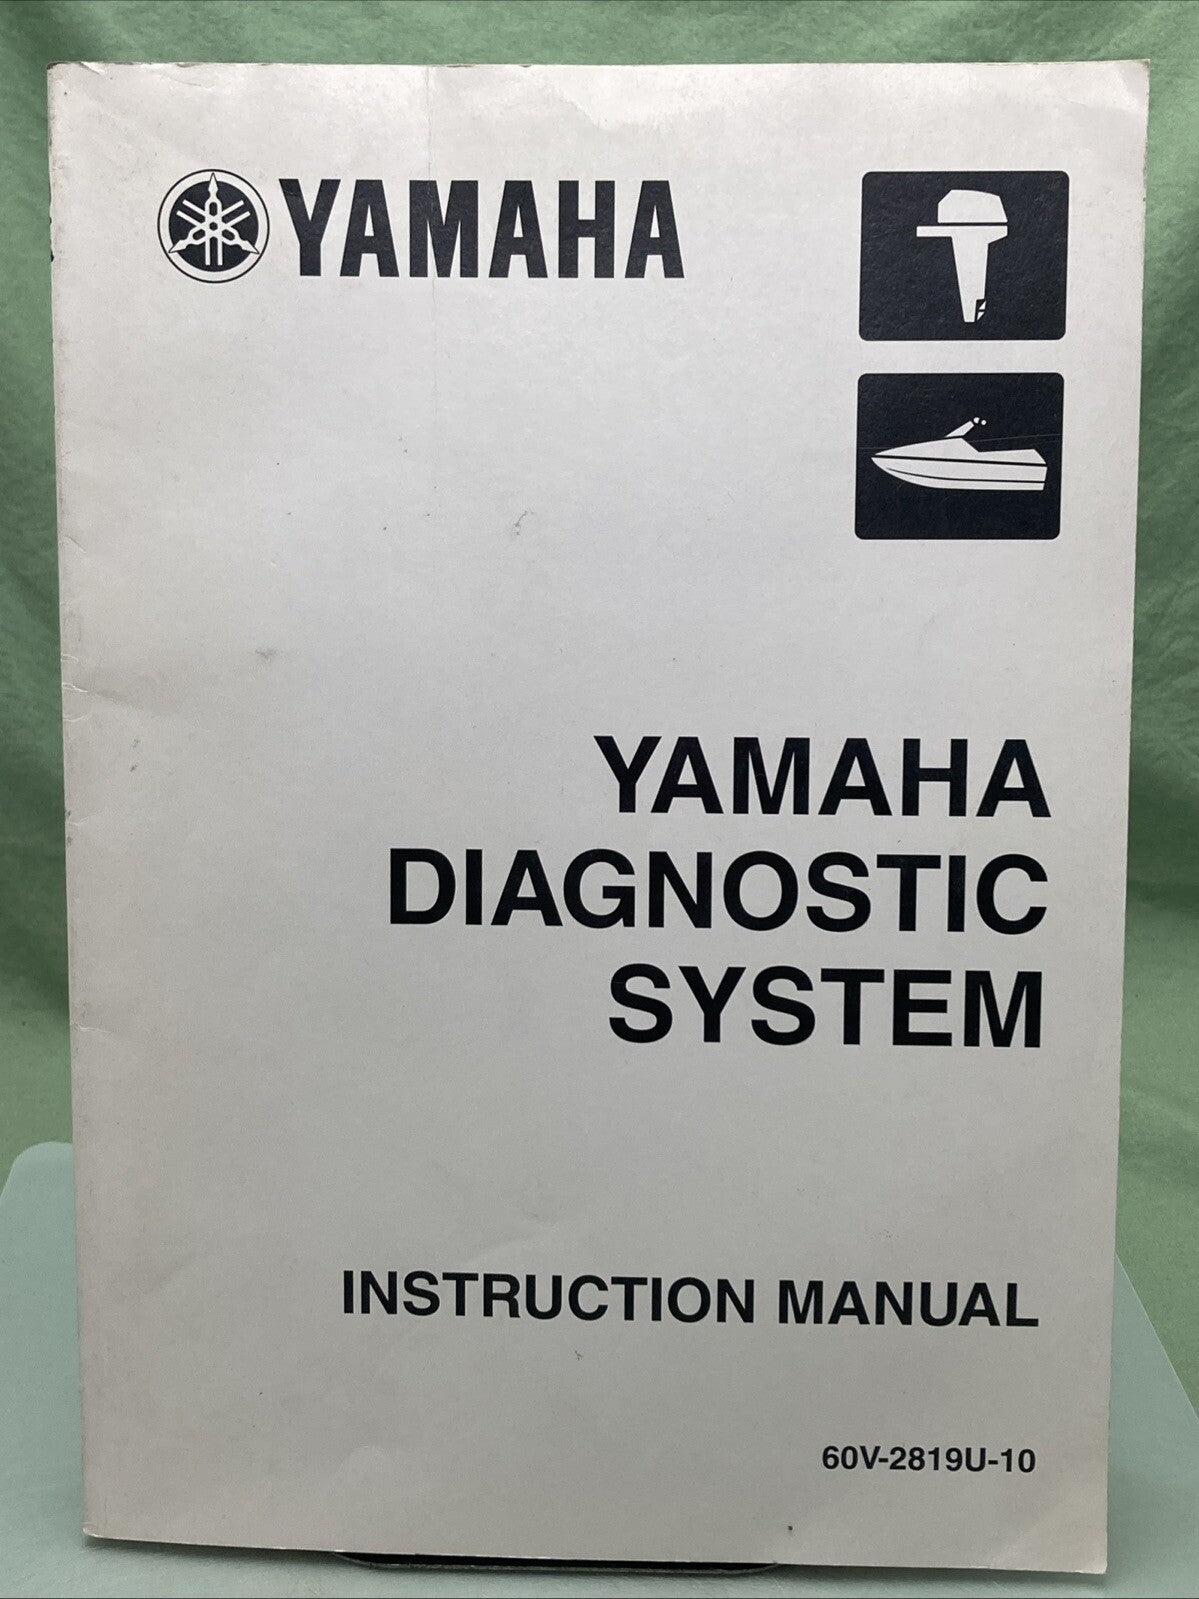 YAMAHA
YAMAHA
DIAGNOSTIC
SYSTEM
INSTRUCTION MANUAL
60V-2819U-10